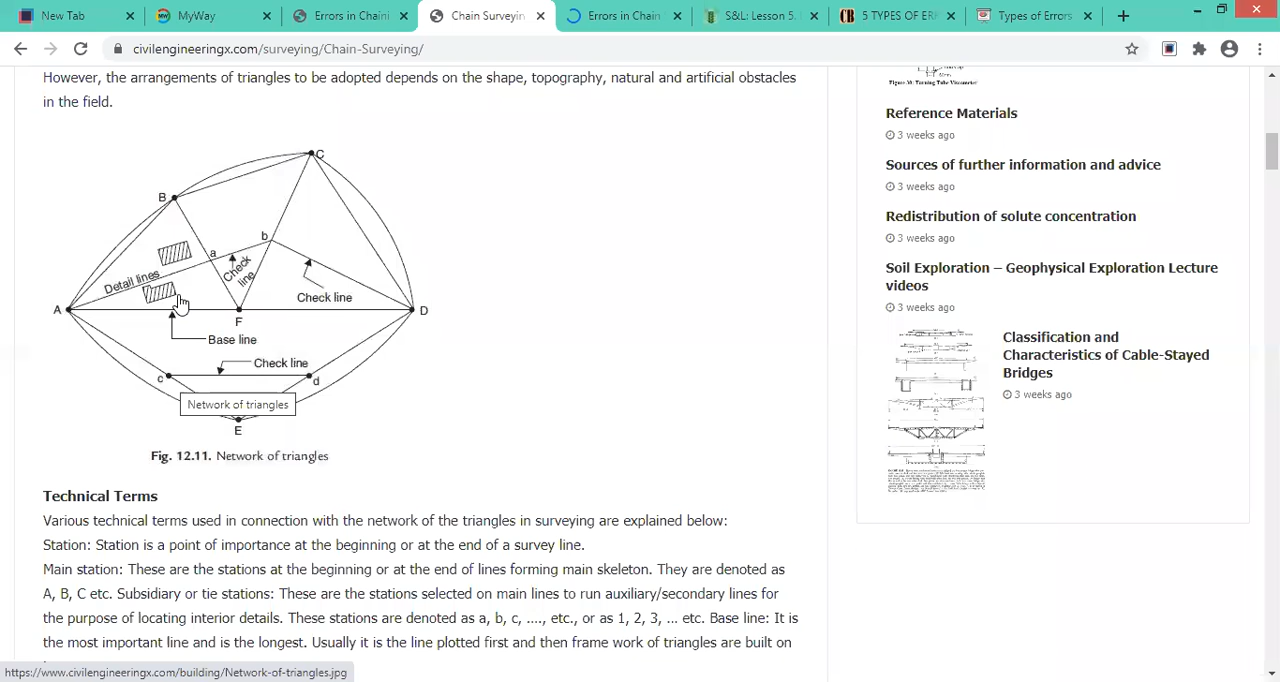 New Tab
MyWay
Errors in Chaini
Chain Surveyin
Errors in Chain
S&L: Lesson 5.
5 TYPES OF ER
Types of Errors
civilengineeringx.com/surveying/Chain-Surveying/
However, the arrangements of triangles to be adopted depends on the shape, topography, natural and artificial obstacles
in the field.
C
B
b
a
Detail lines
Check
line
Check line
A
F
D
Base line
Check line
c
d
Network of triangles
E
Fig. 12.11. Network of triangles
Technical Terms
Various technical terms used in connection with the network of the triangles in surveying are explained below:
Station: Station is a point of importance at the beginning or at the end of a survey line.
Main station: These are the stations at the beginning or at the end of lines forming main skeleton. They are denoted as
A, B, C etc. Subsidiary or tie stations: These are the stations selected on main lines to run auxiliary/secondary lines for
the purpose of locating interior details. These stations are denoted as a, b, c, ...., etc., or as 1, 2, 3, ... etc. Base line: It is
the most important line and is the longest. Usually it is the line plotted first and then frame work of triangles are built on
https://www.civilengineeringx.com/building/Network-of-triangles.jpg
Reference Materials
3 weeks ago
Sources of further information and advice
3 weeks ago
Redistribution of solute concentration
3 weeks ago
Soil Exploration – Geophysical Exploration Lecture
videos
3 weeks ago
Classification and
Characteristics of Cable-Stayed
Bridges
3 weeks ago